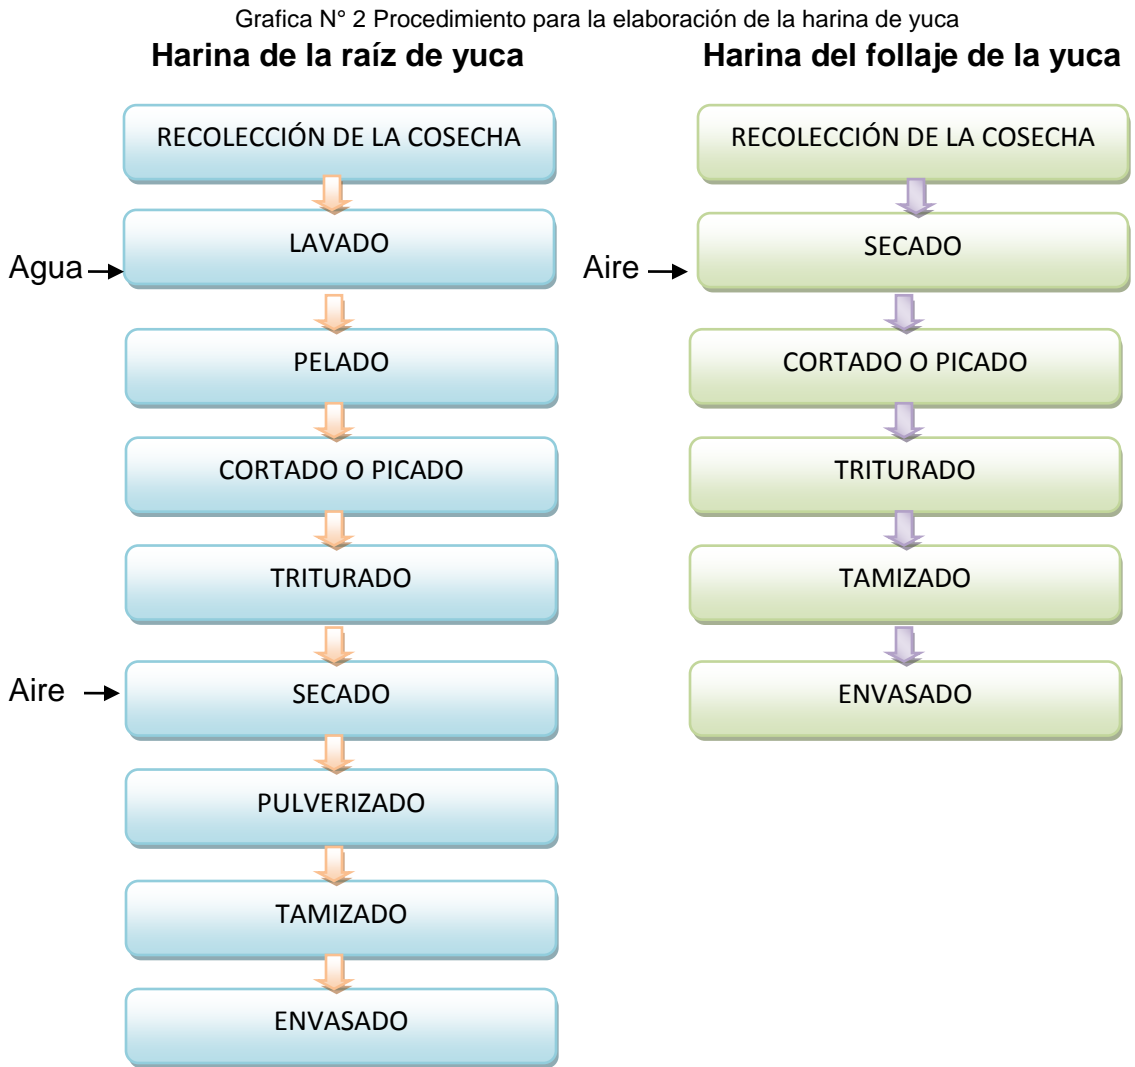 Grafica N° 2 Procedimiento para la elaboración de la harina de yuca
Harina de la raíz de yuca
RECOLECCIÓN DE LA COSECHA
LAVADO
Agua
PELADO
CORTADO O PICADO
TRITURADO
SECADO
Aire
PULVERIZADO
TAMIZADO
ENVASADO
Harina del follaje de la yuca
RECOLECCIÓN DE LA COSECHA
SECADO
Aire
CORTADO O PICADO
TRITURADO
TAMIZADO
ENVASADO